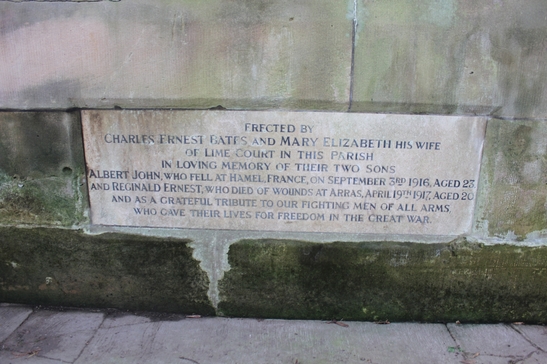 ERECTED BY
CHARLES ERNEST BATES AND MARY ELIZABETH HIS WIFE
OF LIME COURT IN THIS PARISH
IN LOVING MEMORY OF THEIR TWO SONS
ALBERT JOHN, WHO FELL AT HAMEL, FRANCE, ON SEPTEMBER 3RD 1916, AGED 23
AND REGINALD ERNEST, WHO DIED OF WOUNDS AT ARRAS, APRIL 19TH 1917, AGED 20
AND AS A GRATEFUL TRIBUTE TO OUR FIGHTING MEN OF ALL ARMS,
WHO GAVE THEIR LIVES FOR FREEDOM IN THE GREAT WAR.